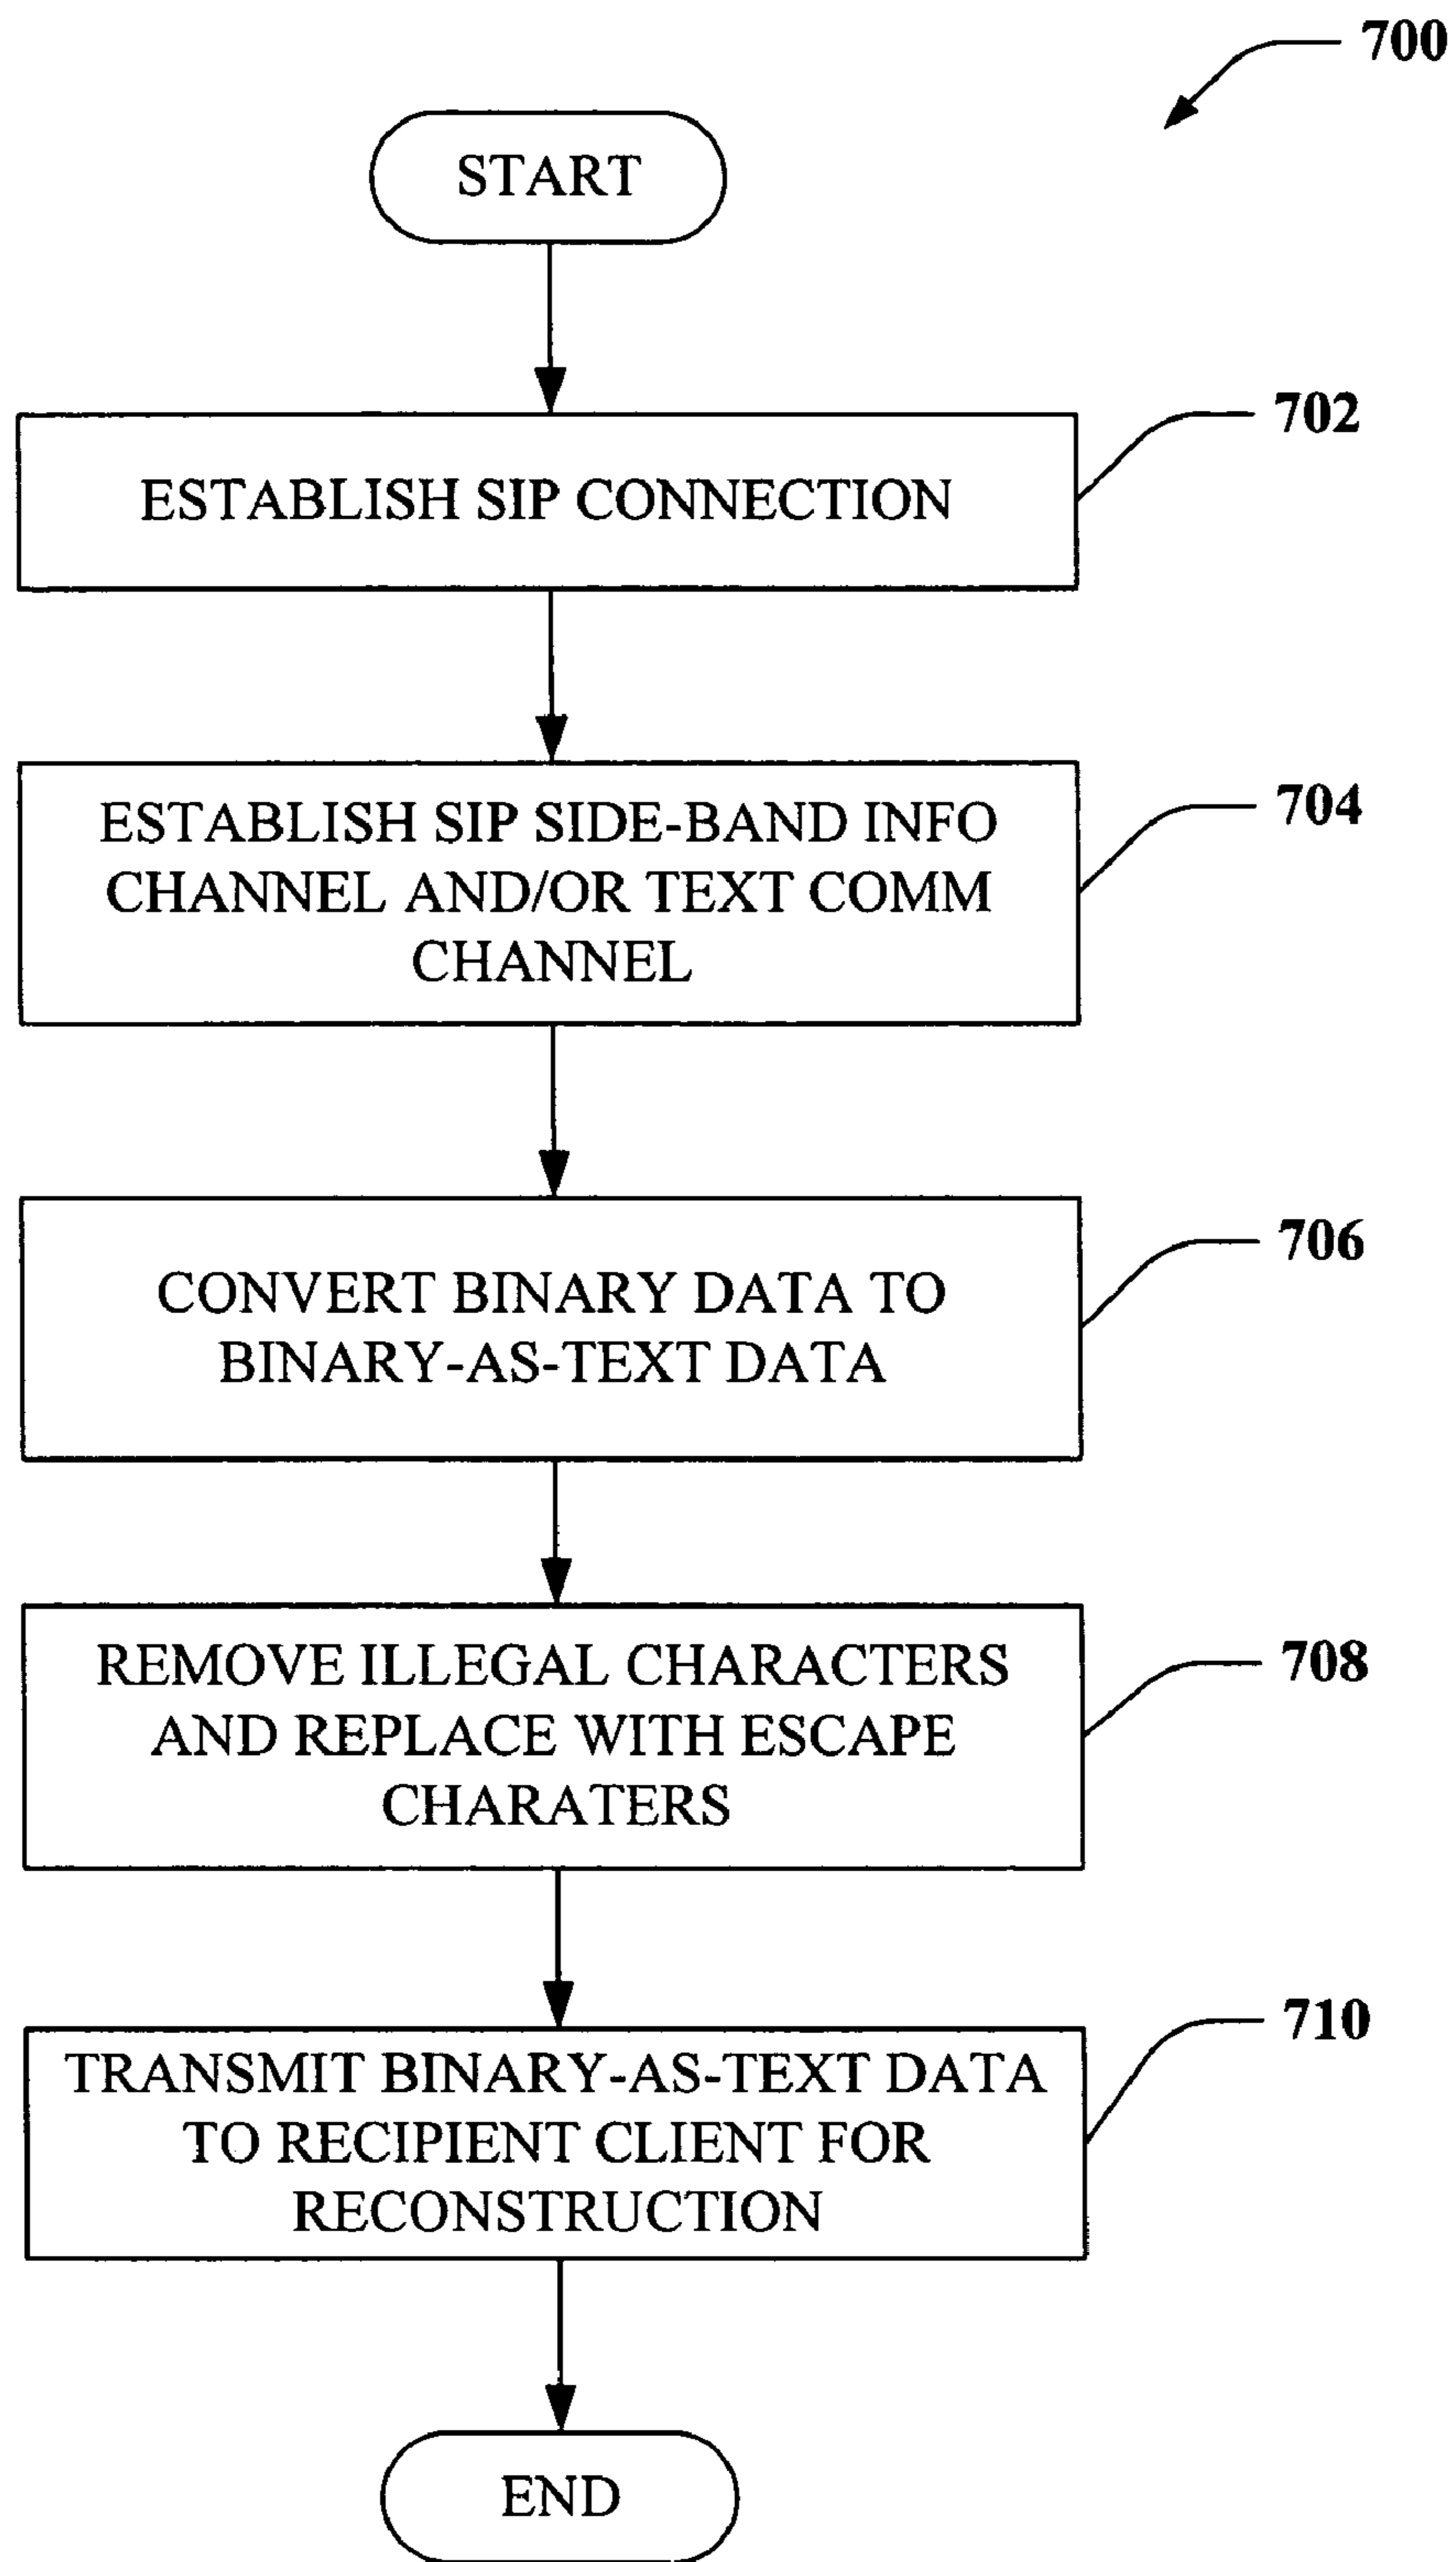 700
START
ESTABLISH SIP CONNECTION
702
ESTABLISH SIP SIDE-BAND INFO
CHANNEL AND/OR TEXT COMM
CHANNEL
704
CONVERT BINARY DATA TO
BINARY-AS-TEXT DATA
706
REMOVE ILLEGAL CHARACTERS
AND REPLACE WITH ESCAPE
CHARATERS
708
TRANSMIT BINARY-AS-TEXT DATA
TO RECIPIENT CLIENT FOR
RECONSTRUCTION
710
END